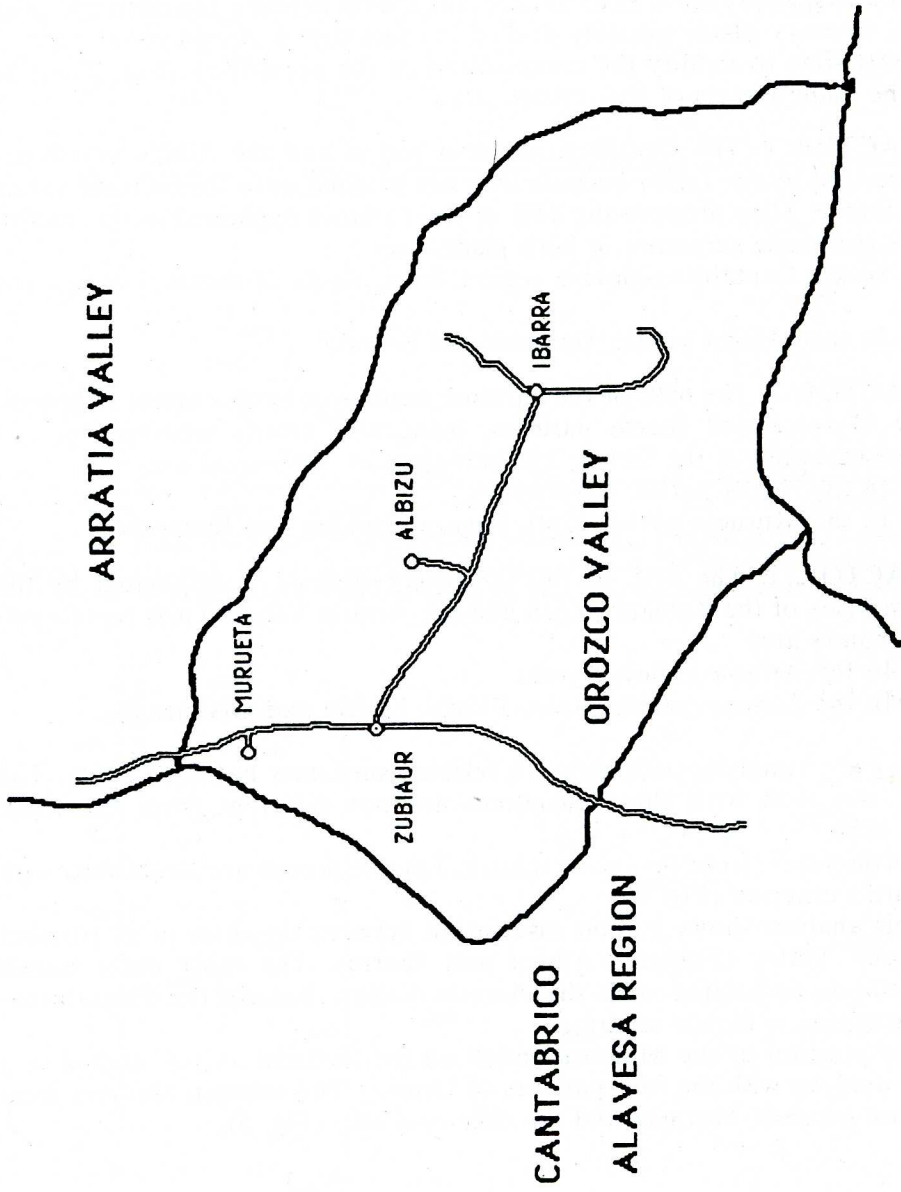 ARRATIA VALLEY
MURUETA
ALBIZU
IBARRA
ZUBIAUR
OROZCO VALLEY
CANTABRICO
ALAVESA REGION